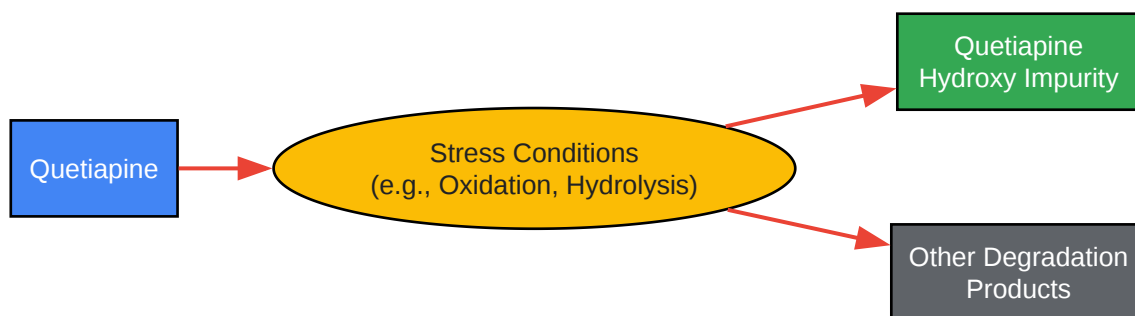 Quetiapine
Stress Conditions
(e.g., Oxidation, Hydrolysis)
Quetiapine
Hydroxy Impurity
Other Degradation
Products